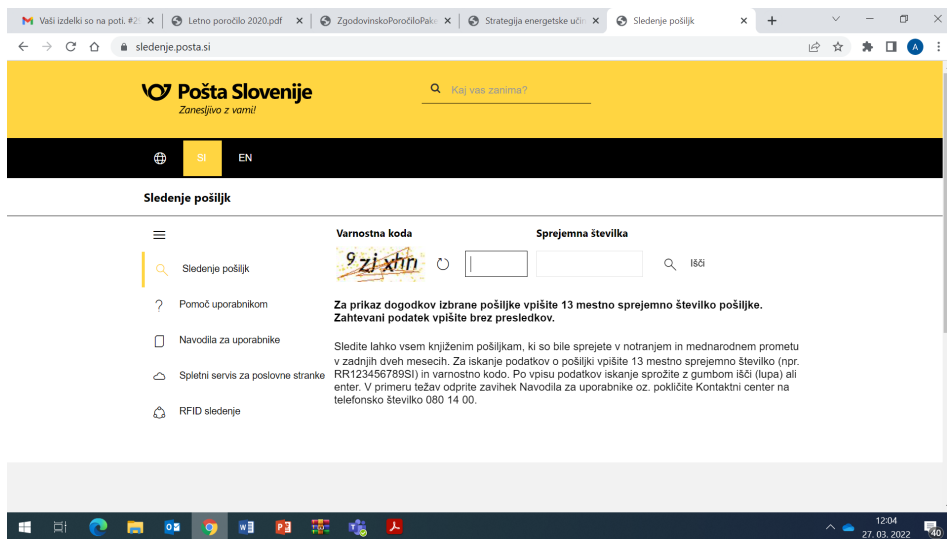 Vaši izdelki so na poti. #2
Letno poročilo 2020.pdf
ZgodovinskoPoročiloPake
Strategija energetske učin
Sledenje pošiljk
sledenje.posta.si
A
Pošta Slovenije
Zanesljivo z vami!
Kaj vas zanima?
SI
EN
Sledenje pošiljk
Varnostna koda
Sprejemna številka
Sledenje pošiljk
Išči
Pomoč uporabnikom
Za prikaz dogodkov izbrane pošiljke vpišite 13 mestno sprejemno številko pošiljke.
Zahtevani podatek vpišite brez presledkov.
Navodila za uporabnike
Sledite lahko vsem knjiženim pošiljkam, ki so bile sprejete v notranjem in mednarodnem prometu
v zadnjih dveh mesecih. Za iskanje podatkov o pošiljki vpišite 13 mestno sprejemno številko (npr.
RR123456789SI) in varnostno kodo. Po vpisu podatkov iskanje sprožite z gumbom išči (lupa) ali
enter. V primeru težav odprite zavihek Navodila za uporabnike oz. pokličite Kontaktni center na
telefonsko številko 080 14 00.
Spletni servis za poslovne stranke
RFID sledenje
12:04
27. 03. 2022
40